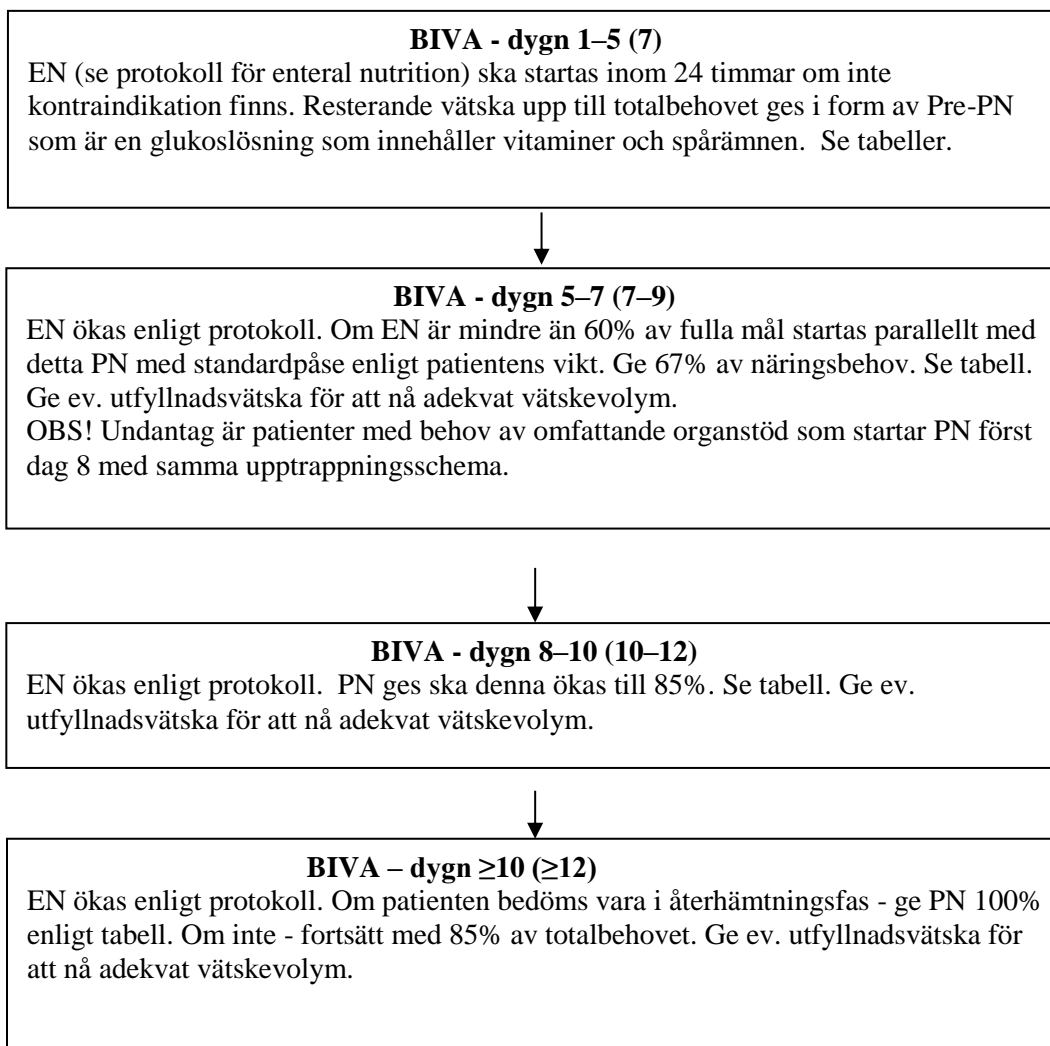 BIVA - dygn 1–5 (7)
EN (se protokoll för enteral nutrition) ska startas inom 24 timmar om inte
kontraindikation finns. Resterande vätska upp till totalbehovet ges i form av Pre-PN
som är en glukoslösning som innehåller vitaminer och spårämnen.  Se tabeller.
BIVA - dygn 5–7 (7–9)
EN ökas enligt protokoll. Om EN är mindre än 60% av fulla mål startas parallellt med
detta PN med standardpåse enligt patientens vikt. Ge 67% av näringsbehov. Se tabell.
Ge ev. utfyllnadsvätska för att nå adekvat vätskevolym.
OBS! Undantag är patienter med behov av omfattande organstöd som startar PN först
dag 8 med samma upptrappningsschema.
BIVA - dygn 8–10 (10–12)
EN ökas enligt protokoll.  PN ges ska denna ökas till 85%. Se tabell. Ge ev.
utfyllnadsvätska för att nå adekvat vätskevolym.
BIVA – dygn ≥10 (≥12)
EN ökas enligt protokoll. Om patienten bedöms vara i återhämtningsfas - ge PN 100%
enligt tabell. Om inte - fortsätt med 85% av totalbehovet. Ge ev. utfyllnadsvätska för
att nå adekvat vätskevolym.